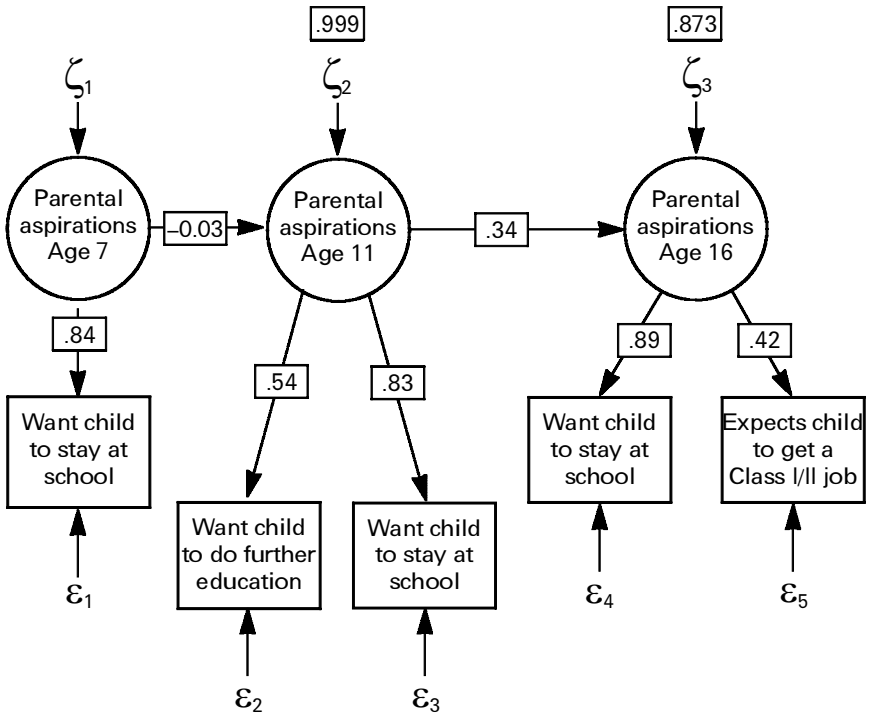 .999
.873
ζ1
ζ2
ζ3
Parental
aspirations
Age 7
–0.03
Parental
aspirations
Age 11
.34
Parental
aspirations
Age 16
.84
.54
.83
.89
.42
Want child
to stay at
school
Want child
to do further
education
Want child
to stay at
school
Want child
to stay at
school
Expects child
to get a
Class I/II job
ε1
ε2
ε3
ε4
ε5